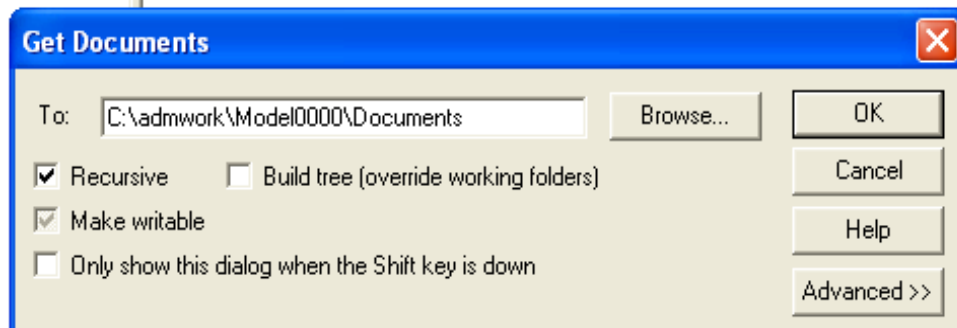 Get Documents
To: C:\admwork\Model0000\Documents Browse... OK
Recursive Build tree (override working folders) Cancel
Make writable Help
Only show this dialog when the Shift key is down
Advanced >>